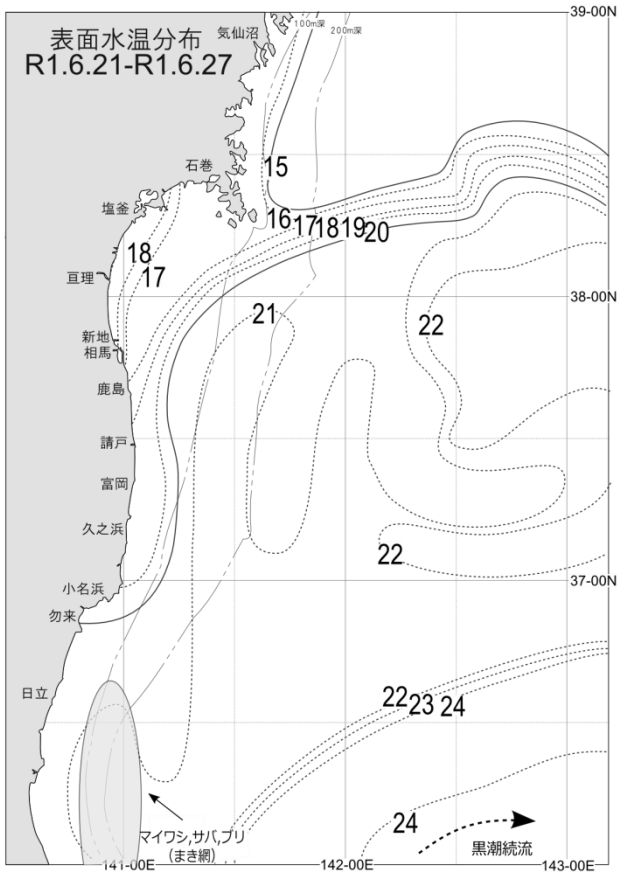 表面水温分布
R1.6.21-R1.6.27
気仙沼
100m深
200m深
39-00N
石巻
15
塩釜
16
17
18
19
20
18
17
亘理
38-00N
21
22
新地
相馬
鹿島
請戸
富岡
久之浜
22
小名浜
37-00N
勿来
日立
22
23
24
24
マイワシ,サバ,ブリ
(まき網)
黒潮続流
141-00E
142-00E
143-00E